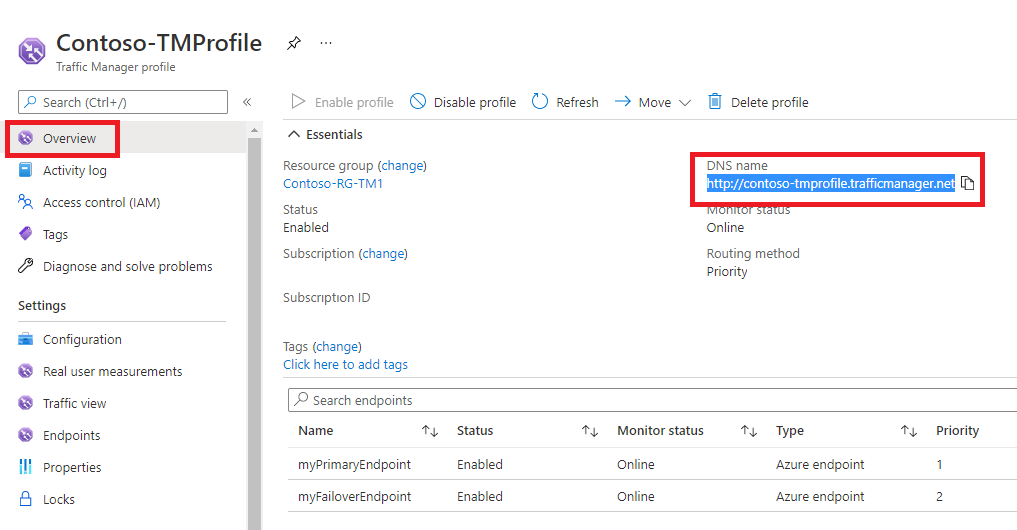 Contoso-TMProfile ...
Traffic Manager profile
Search (Ctrl+/) «
Overview
Activity log
Access control (IAM)
Tags
Diagnose and solve problems
Settings
Configuration
Real user measurements
Traffic view
Endpoints
Properties
Locks
Enable profile Disable profile Refresh Move Delete profile
Essentials
Resource group (change)
Contoso-RG-TM1
Status
Enabled
Subscription (change)
Subscription ID
DNS name
http://contoso-tmprofile.trafficmanager.net
Monitor status
Online
Routing method
Priority
Tags (change)
Click here to add tags
Search endpoints
Name Status Monitor status Type Priority
myPrimaryEndpoint Enabled Online Azure endpoint 1
myFailoverEndpoint Enabled Online Azure endpoint 2